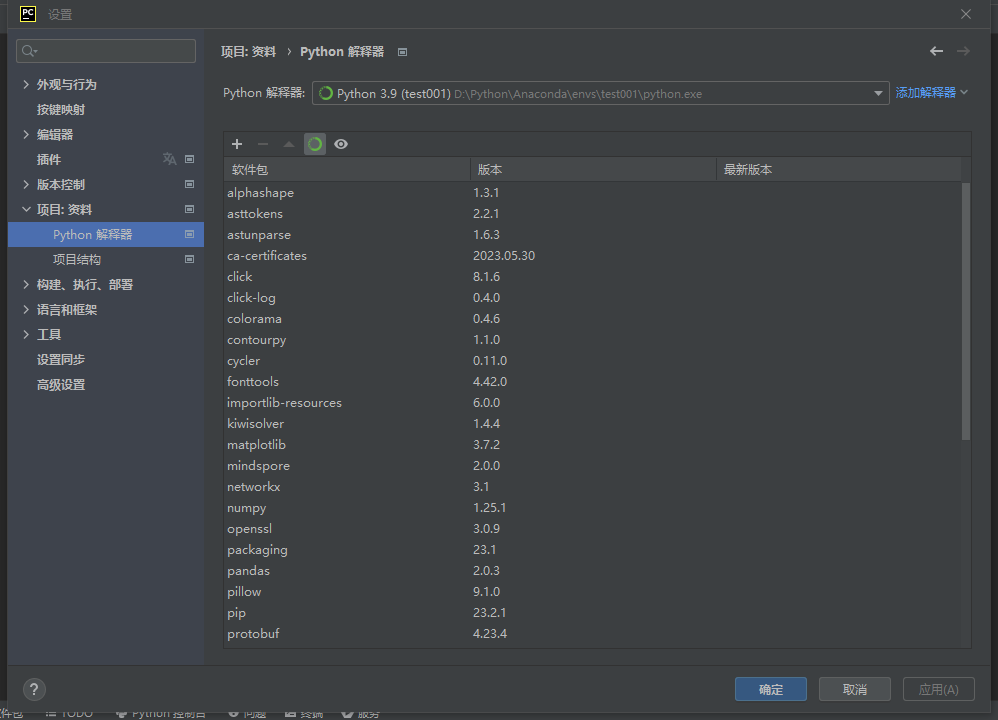 PC 设置
项目: 资料 › Python 解释器
Python 解释器: Python 3.9 (test001) D:\Python\Anaconda\envs\test001\python.exe 添加解释器
外观与行为
按键映射
编辑器
插件
版本控制
项目: 资料
Python 解释器
项目结构
构建、执行、部署
语言和框架
工具
设置同步
高级设置
软件包 版本 最新版本
alphashape 1.3.1
asttokens 2.2.1
astunparse 1.6.3
ca-certificates 2023.05.30
click 8.1.6
click-log 0.4.0
colorama 0.4.6
contourpy 1.1.0
cycler 0.11.0
fonttools 4.42.0
importlib-resources 6.0.0
kiwisolver 1.4.4
matplotlib 3.7.2
mindspore 2.0.0
networkx 3.1
numpy 1.25.1
openssl 3.0.9
packaging 23.1
pandas 2.0.3
pillow 9.1.0
pip 23.2.1
protobuf 4.23.4
? 确定 取消 应用(A)
件包 TODO Python 控制台 问题 终端 服务